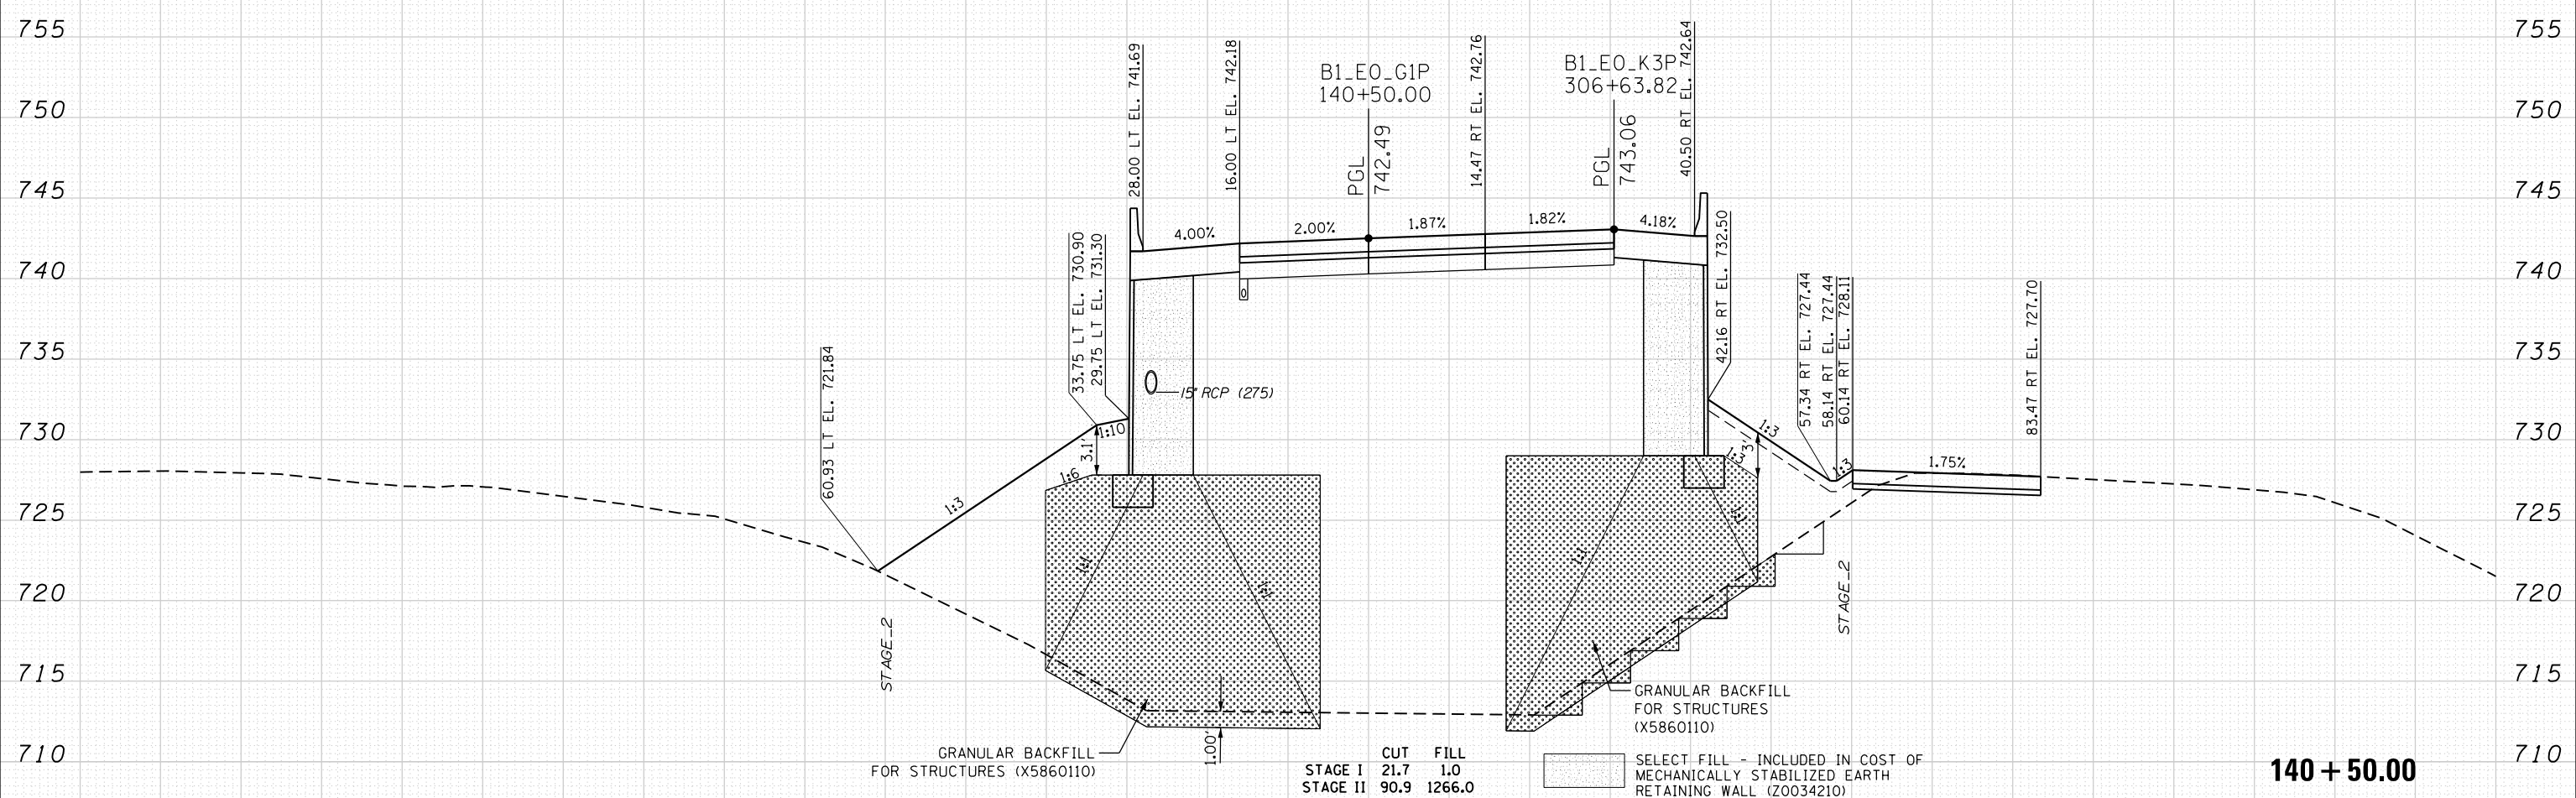 755
755
750
750
745
745
740
740
735
735
730
730
725
725
720
720
715
715
710
710
28.00 LT EL. 741.69
16.00 LT EL. 742.18
B1_EO_G1P
140+50.00
PGL
742.49
14.47 RT EL. 742.76
B1_EO_K3P
306+63.82
PGL
743.06
40.50 RT EL. 742.64
4.00%
2.00%
1.87%
1.82%
4.18%
60.93 LT EL. 721.84
33.75 LT EL. 730.90
29.75 LT EL. 731.30
42.16 RT EL. 732.50
57.34 RT EL. 727.44
58.14 RT EL. 727.44
60.14 RT EL. 728.11
83.47 RT EL. 727.70
15" RCP (275)
1:10
3.1'
1:6
1:3
1:3
1:3
3'
1:3
1.75%
1:1
1:1
1:1
1:1
STAGE_2
STAGE_2
1.00'
GRANULAR BACKFILL
FOR STRUCTURES (X5860110)
GRANULAR BACKFILL
FOR STRUCTURES
(X5860110)
CUT FILL
STAGE I 21.7 1.0
STAGE II 90.9 1266.0
SELECT FILL - INCLUDED IN COST OF
MECHANICALLY STABILIZED EARTH
RETAINING WALL (Z0034210)
140+50.00